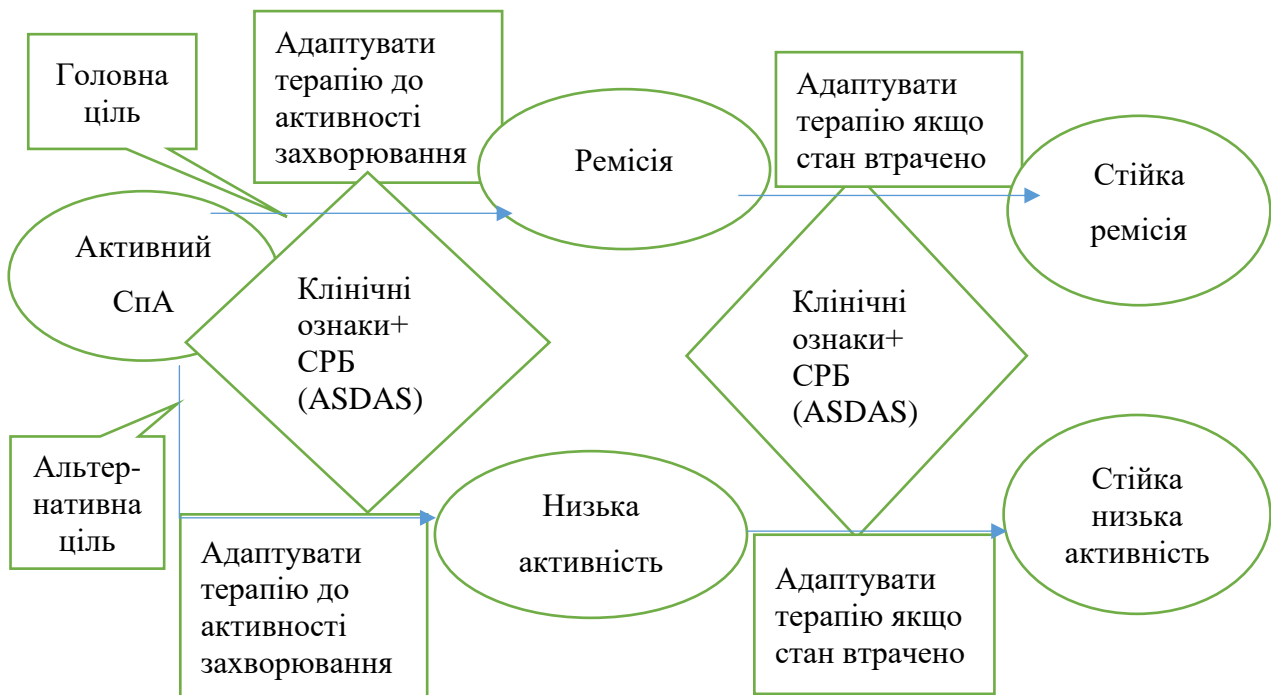 Головна
ціль
Адаптувати
терапію до
активності
захворювання
Ремісія
Адаптувати
терапію якщо
стан втрачено
Стійка
ремісія
Активний
СпА
Клінічні
ознаки+
СРБ
(ASDAS)
Клінічні
ознаки+
СРБ
(ASDAS)
Альтер-
нативна
ціль
Адаптувати
терапію до
активності
захворювання
Низька
активність
Адаптувати
терапію якщо
стан втрачено
Стійка
низька
активність